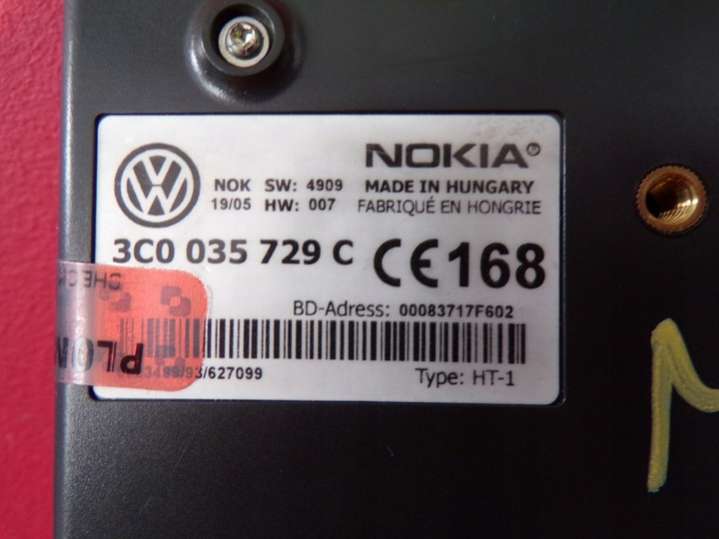 NOKIA®
NOK SW: 4909 MADE IN HUNGARY
19/05 HW: 007 FABRIQUÉ EN HONGRIE
3C0 035 729 C CE168
BD-Adress: 00083717F602
/93/627099
Type: HT-1